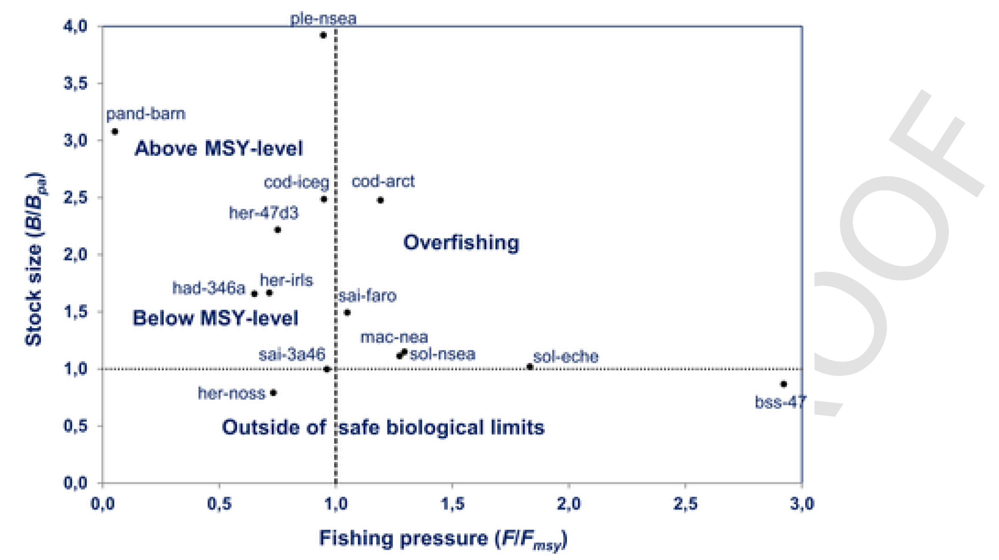 ple-nsea
4,0
3,5
pand-barn
3,0
Above MSY-level
cod-iceg
cod-arct
2,5
her-47d3
Overfishing
2,0
her-irls
had-346a
sai-faro
1,5
Below MSY-level
mac-nea
sai-3a46
sol-nsea
sol-eche
1,0
her-noss
bss-47
0,5
Outside of safe biological limits
0,0
0,0 0,5 1,0 1,5 2,0 2,5 3,0
Stock size (B/Bpa)
Fishing pressure (F/Fmsy)
OOF